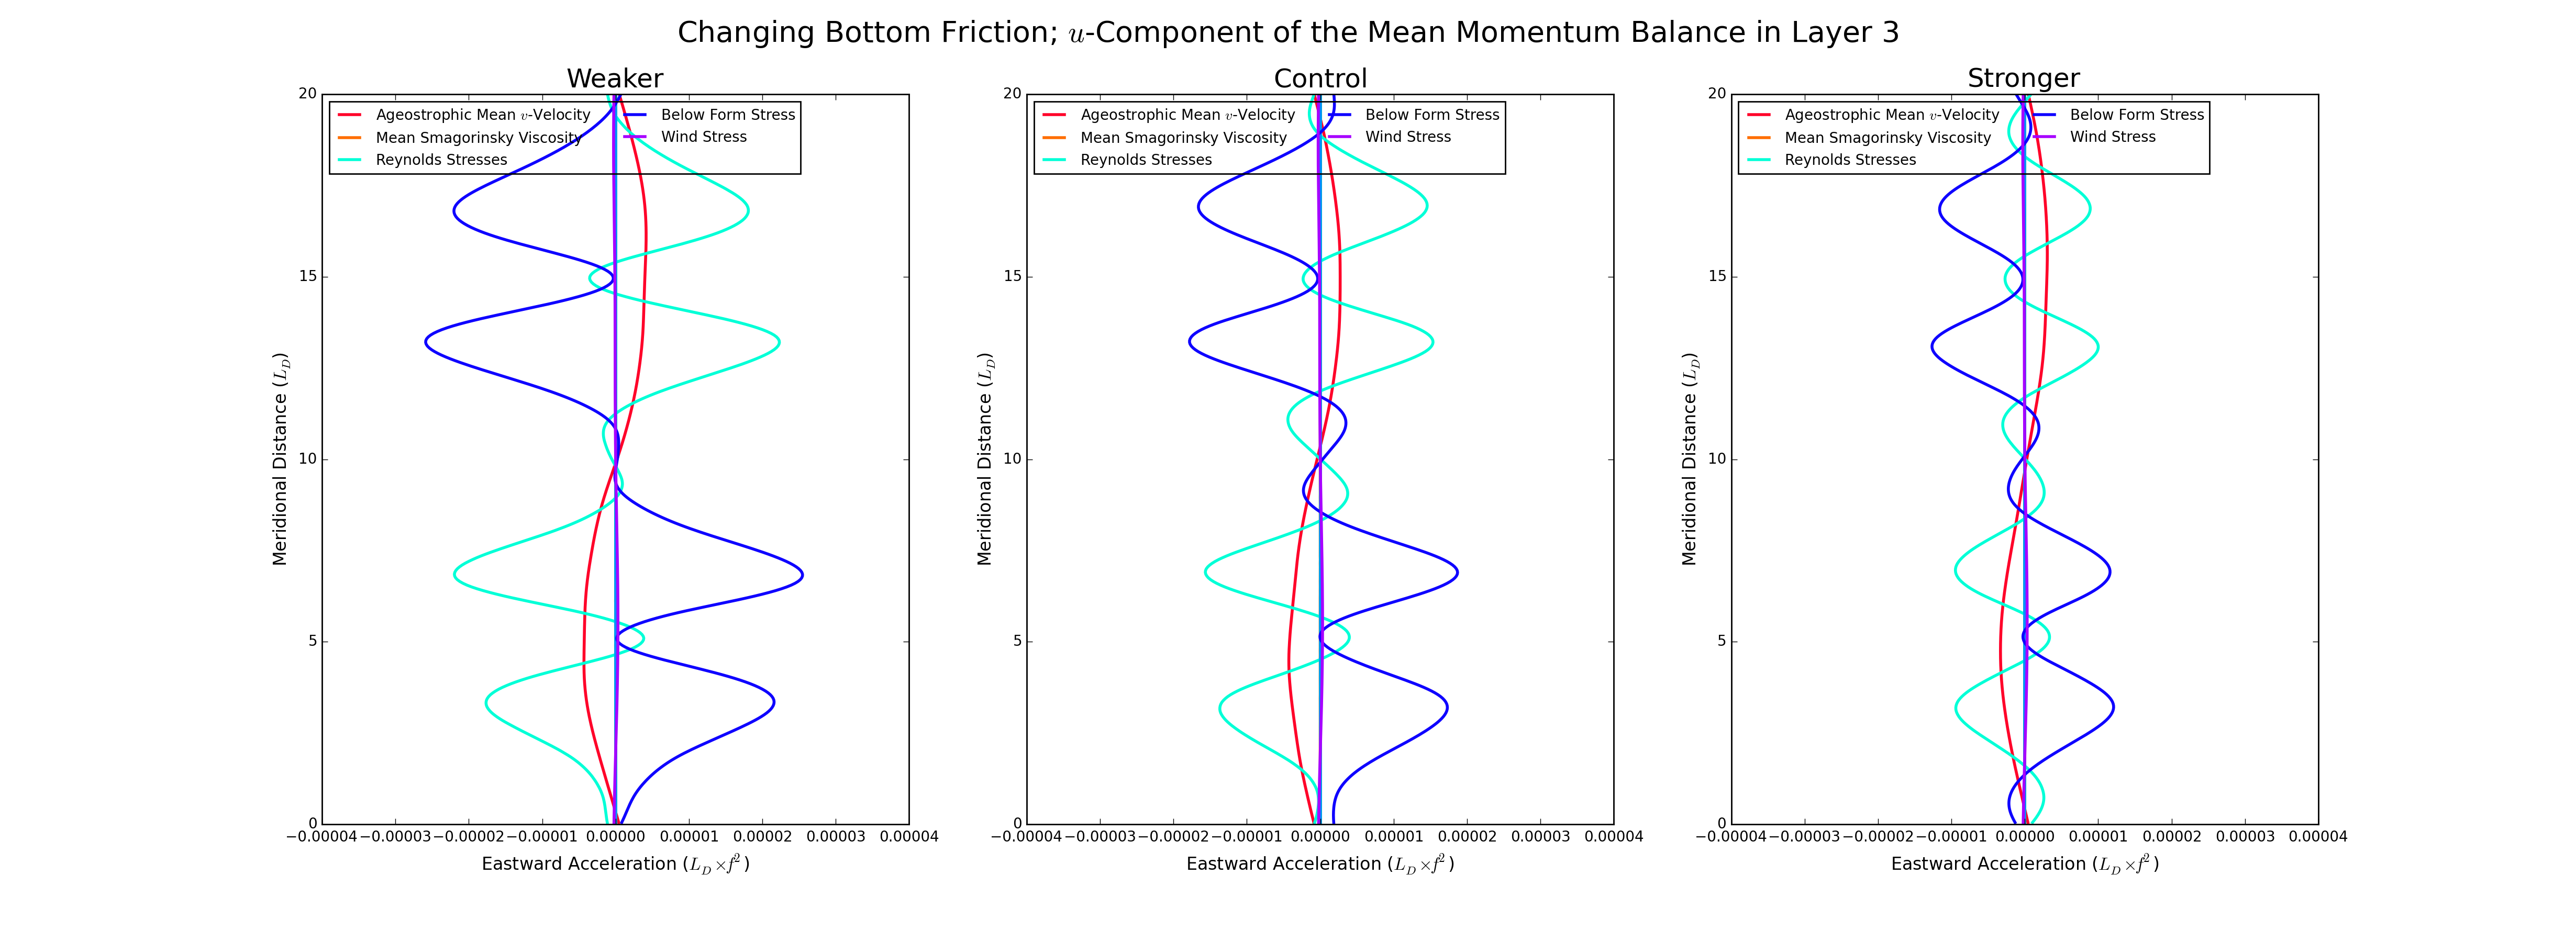 Changing Bottom Friction; u-Component of the Mean Momentum Balance in Layer 3
Weaker
20
15
10
5
0
Meridional Distance (L_D)
Ageostrophic Mean v-Velocity
Mean Smagorinsky Viscosity
Reynolds Stresses
Below Form Stress
Wind Stress
−0.00004 −0.00003 −0.00002 −0.00001 0.00000 0.00001 0.00002 0.00003 0.00004
Eastward Acceleration (L_D×f²)
Control
20
15
10
5
0
Meridional Distance (L_D)
Ageostrophic Mean v-Velocity
Mean Smagorinsky Viscosity
Reynolds Stresses
Below Form Stress
Wind Stress
−0.00004 −0.00003 −0.00002 −0.00001 0.00000 0.00001 0.00002 0.00003 0.00004
Eastward Acceleration (L_D×f²)
Stronger
20
15
10
5
0
Meridional Distance (L_D)
Ageostrophic Mean v-Velocity
Mean Smagorinsky Viscosity
Reynolds Stresses
Below Form Stress
Wind Stress
−0.00004 −0.00003 −0.00002 −0.00001 0.00000 0.00001 0.00002 0.00003 0.00004
Eastward Acceleration (L_D×f²)